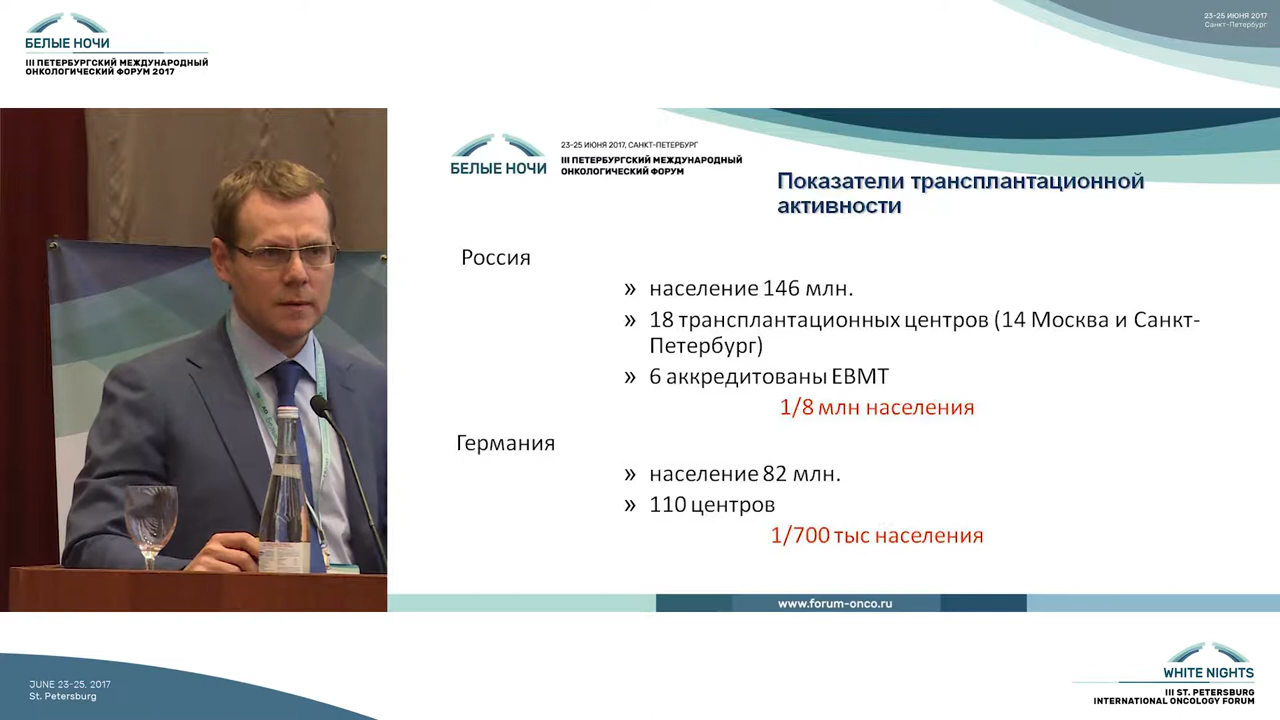 БЕЛЫЕ НОЧИ
III ПЕТЕРБУРГСКИЙ МЕЖДУНАРОДНЫЙ
ОНКОЛОГИЧЕСКИЙ ФОРУМ 2017
23-25 ИЮНЯ 2017
Санкт-Петербург
БЕЛЫЕ НОЧИ
23-25 ИЮНЯ 2017, САНКТ-ПЕТЕРБУРГ
III ПЕТЕРБУРГСКИЙ МЕЖДУНАРОДНЫЙ
ОНКОЛОГИЧЕСКИЙ ФОРУМ
Показатели трансплантационной
активности
Россия
» население 146 млн.
» 18 трансплантационных центров (14 Москва и Санкт-
Петербург)
» 6 аккредитованы ЕВМТ
1/8 млн населения
Германия
» население 82 млн.
» 110 центров
1/700 тыс населения
www.forum-onco.ru
JUNE 23-25, 2017
St. Petersburg
WHITE NIGHTS
III ST. PETERSBURG
INTERNATIONAL ONCOLOGY FORUM